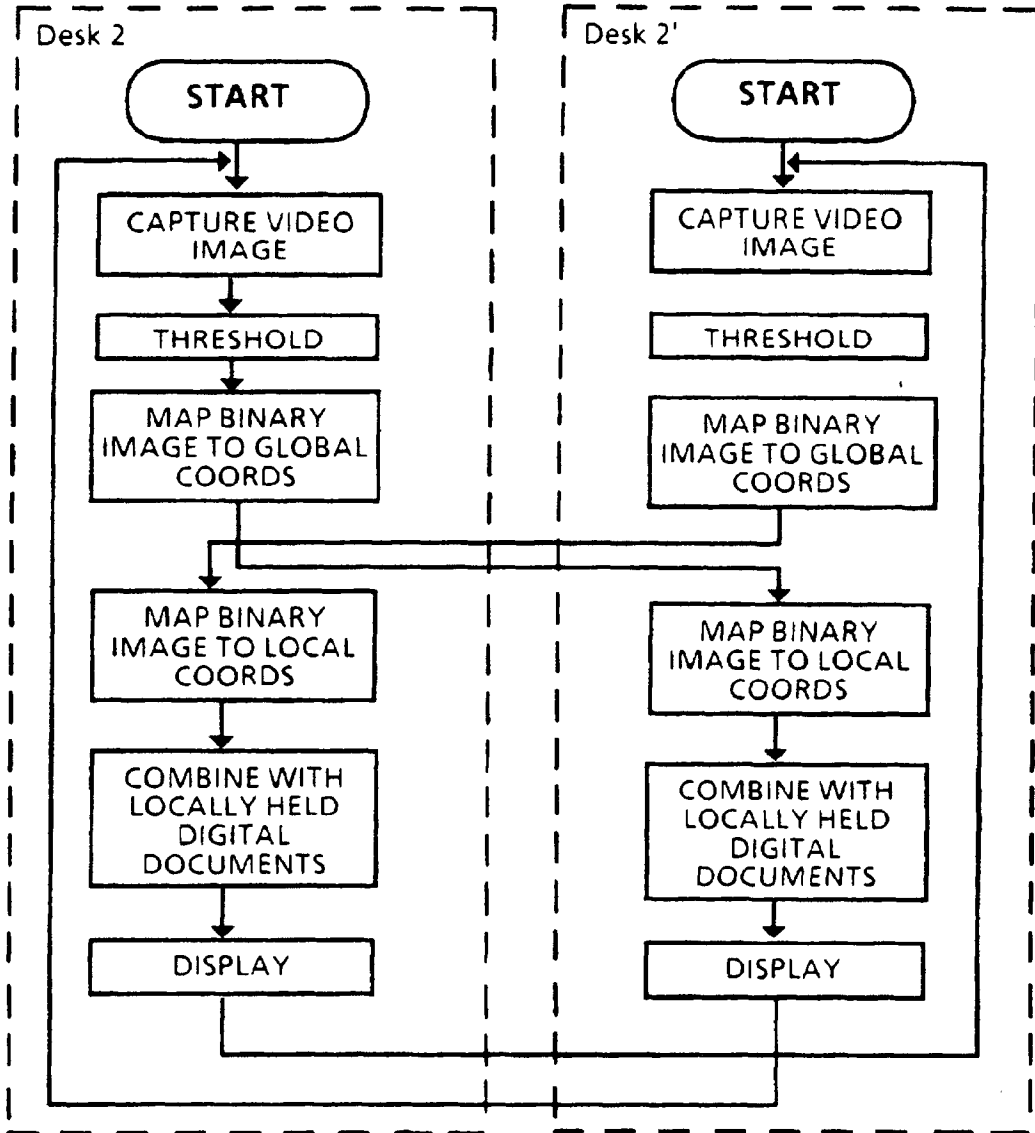 Desk 2
START
CAPTURE VIDEO
IMAGE
THRESHOLD
MAP BINARY
IMAGE TO GLOBAL
COORDS
MAP BINARY
IMAGE TO LOCAL
COORDS
COMBINE WITH
LOCALLY HELD
DIGITAL
DOCUMENTS
DISPLAY
Desk 2'
START
CAPTURE VIDEO
IMAGE
THRESHOLD
MAP BINARY
IMAGE TO GLOBAL
COORDS
MAP BINARY
IMAGE TO LOCAL
COORDS
COMBINE WITH
LOCALLY HELD
DIGITAL
DOCUMENTS
DISPLAY